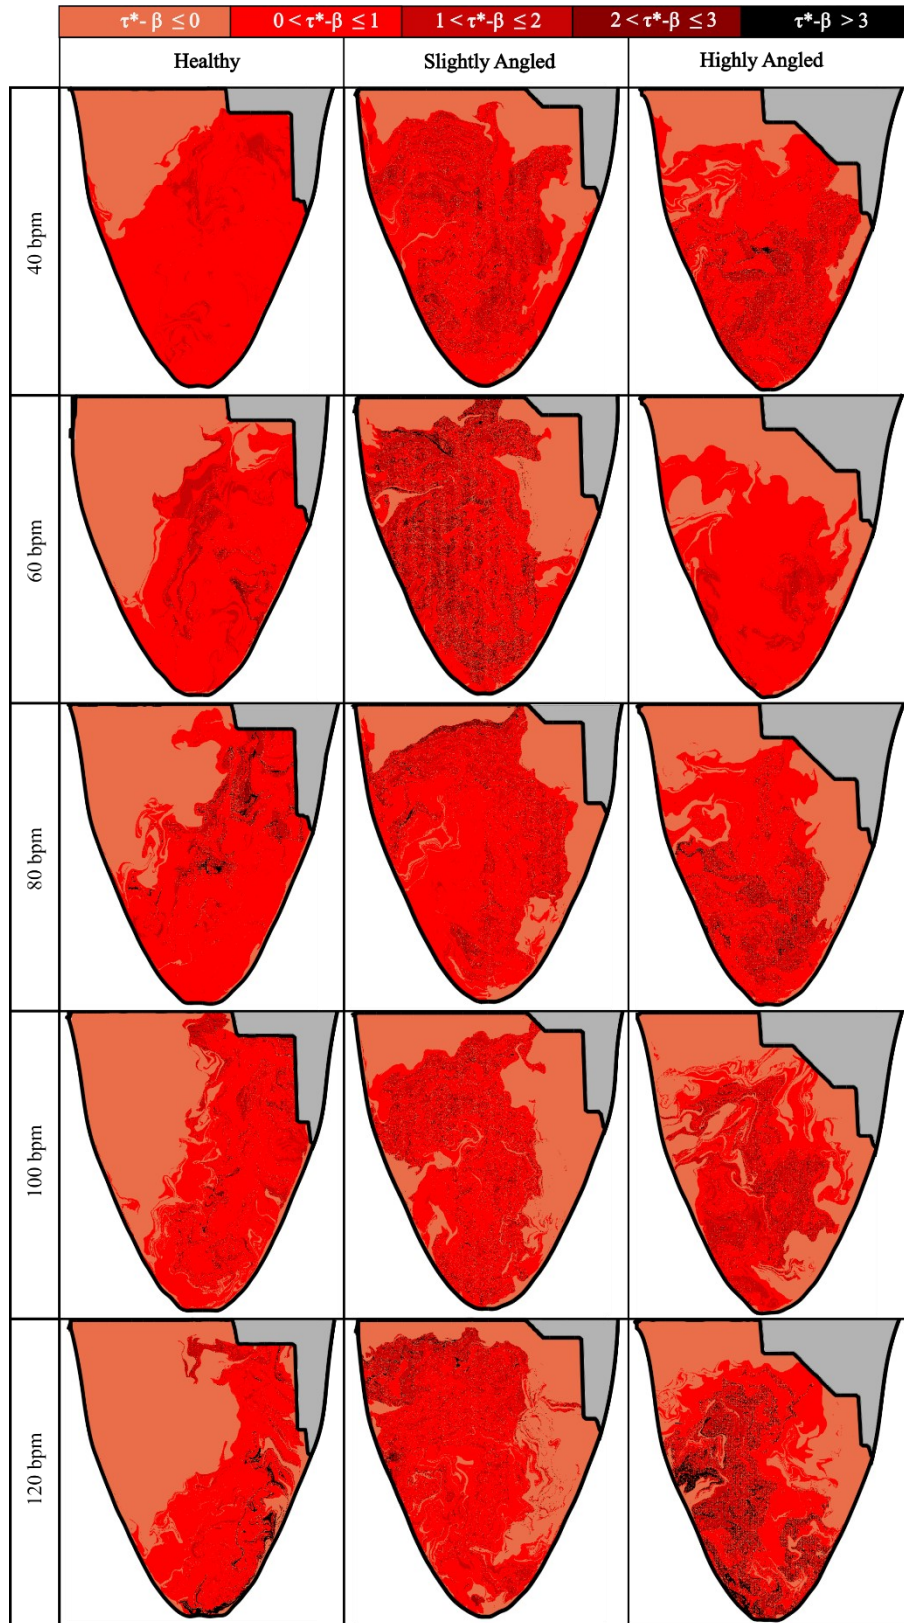 τ*- β ≤ 0 0 < τ*-β ≤ 1 1 < τ*-β ≤ 2 2 < τ*-β ≤ 3 τ*-β > 3
Healthy Slightly Angled Highly Angled
40 bpm
60 bpm
80 bpm
100 bpm
120 bpm